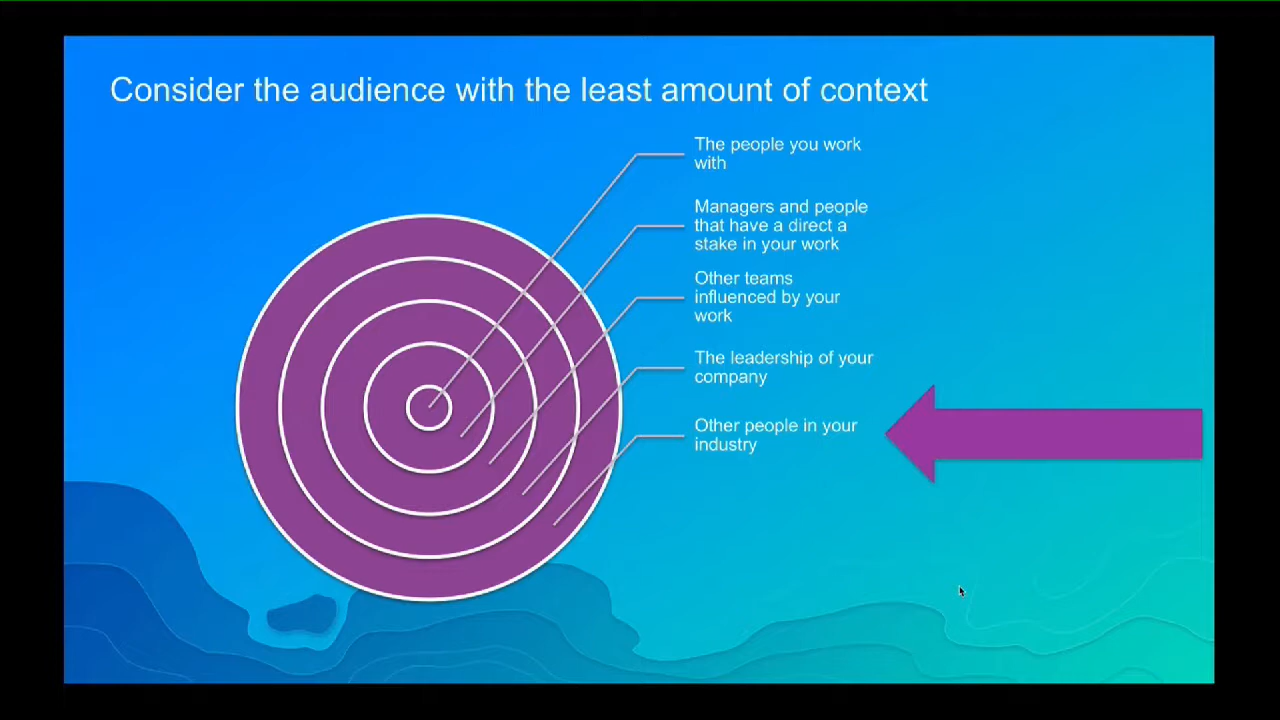 Consider the audience with the least amount of context
The people you work
with
Managers and people
that have a direct a
stake in your work
Other teams
influenced by your
work
The leadership of your
company
Other people in your
industry